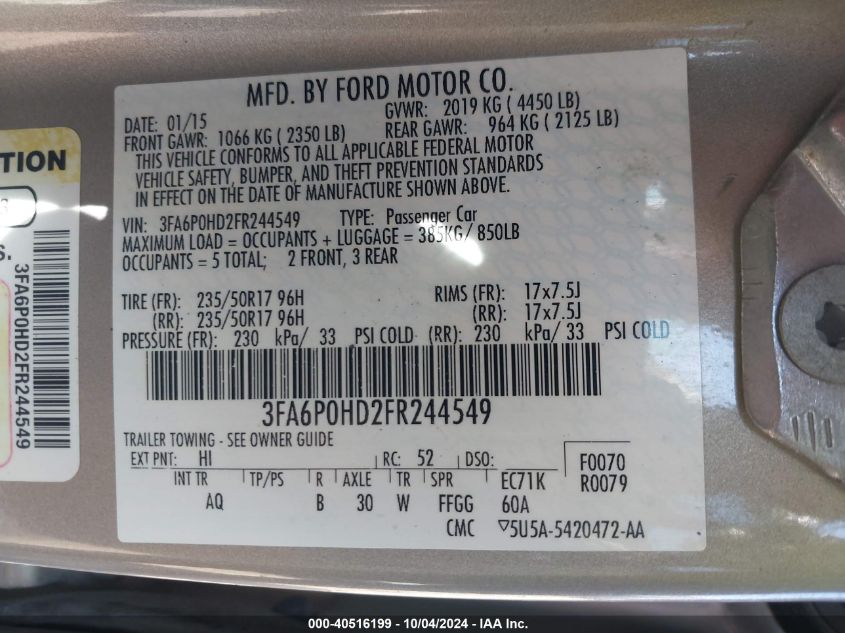 MFD. BY FORD MOTOR CO.
DATE: 01/15
GVWR: 2019 KG ( 4450 LB)
FRONT GAWR: 1066 KG ( 2350 LB)
REAR GAWR: 964 KG ( 2125 LB)
THIS VEHICLE CONFORMS TO ALL APPLICABLE FEDERAL MOTOR
VEHICLE SAFETY, BUMPER, AND THEFT PREVENTION STANDARDS
IN EFFECT ON THE DATE OF MANUFACTURE SHOWN ABOVE.
VIN: 3FA6P0HD2FR244549 TYPE: Passenger Car
MAXIMUM LOAD = OCCUPANTS + LUGGAGE = 385KG/ 850LB
OCCUPANTS = 5 TOTAL; 2 FRONT, 3 REAR
TIRE (FR): 235/50R17 96H RIMS (FR): 17x7.5J
(RR): 235/50R17 96H (RR): 17x7.5J
PRESSURE (FR): 230 kPa/ 33 PSI COLD (RR): 230 kPa/ 33 PSI COLD
3FA6P0HD2FR244549
TRAILER TOWING - SEE OWNER GUIDE
EXT PNT: HI RC: 52 DSO: F0070
INT TR TP/PS R AXLE TR SPR EC71K R0079
AQ B 30 W FFGG 60A
CMC ▽5U5A-5420472-AA
TION
S.
3FA6P0HD2FR244549
000-40516199 - 10/04/2024 - IAA Inc.